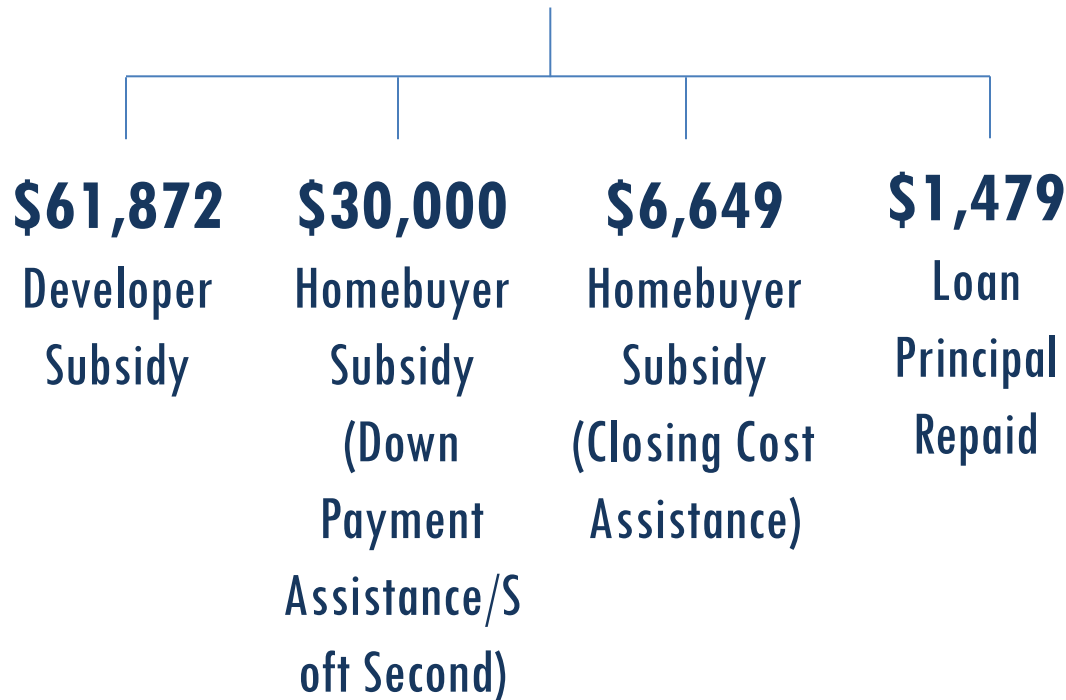 $61,872
Developer
Subsidy
$30,000
Homebuyer
Subsidy
(Down
Payment
Assistance/S
oft Second)
$6,649
Homebuyer
Subsidy
(Closing Cost
Assistance)
$1,479
Loan
Principal
Repaid